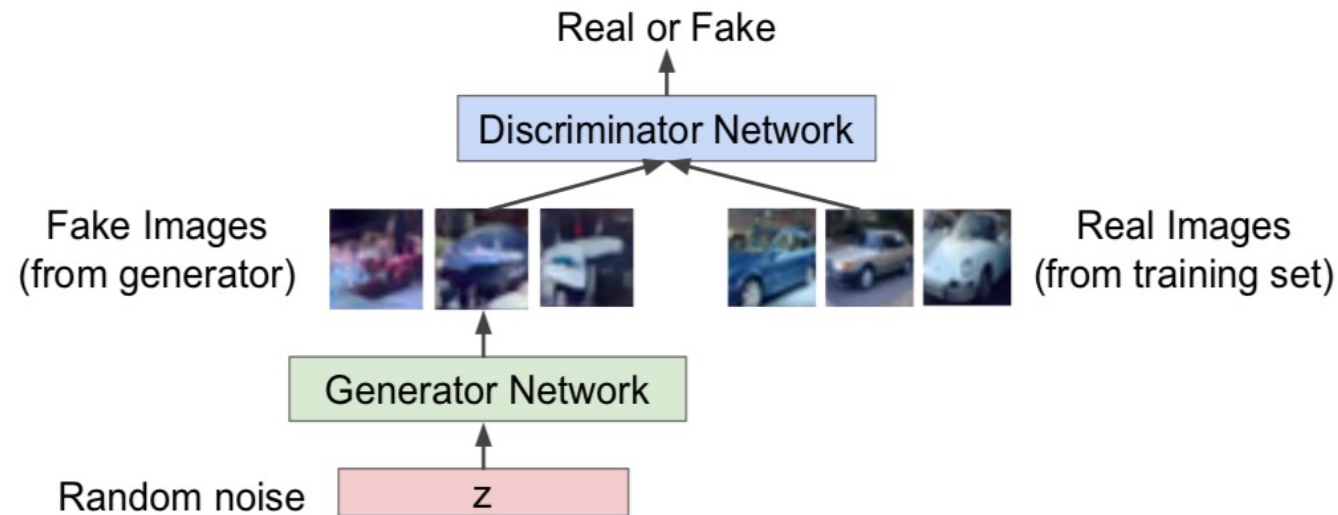 Real or Fake
Discriminator Network
Fake Images
(from generator)
Real Images
(from training set)
Generator Network
Random noise
z